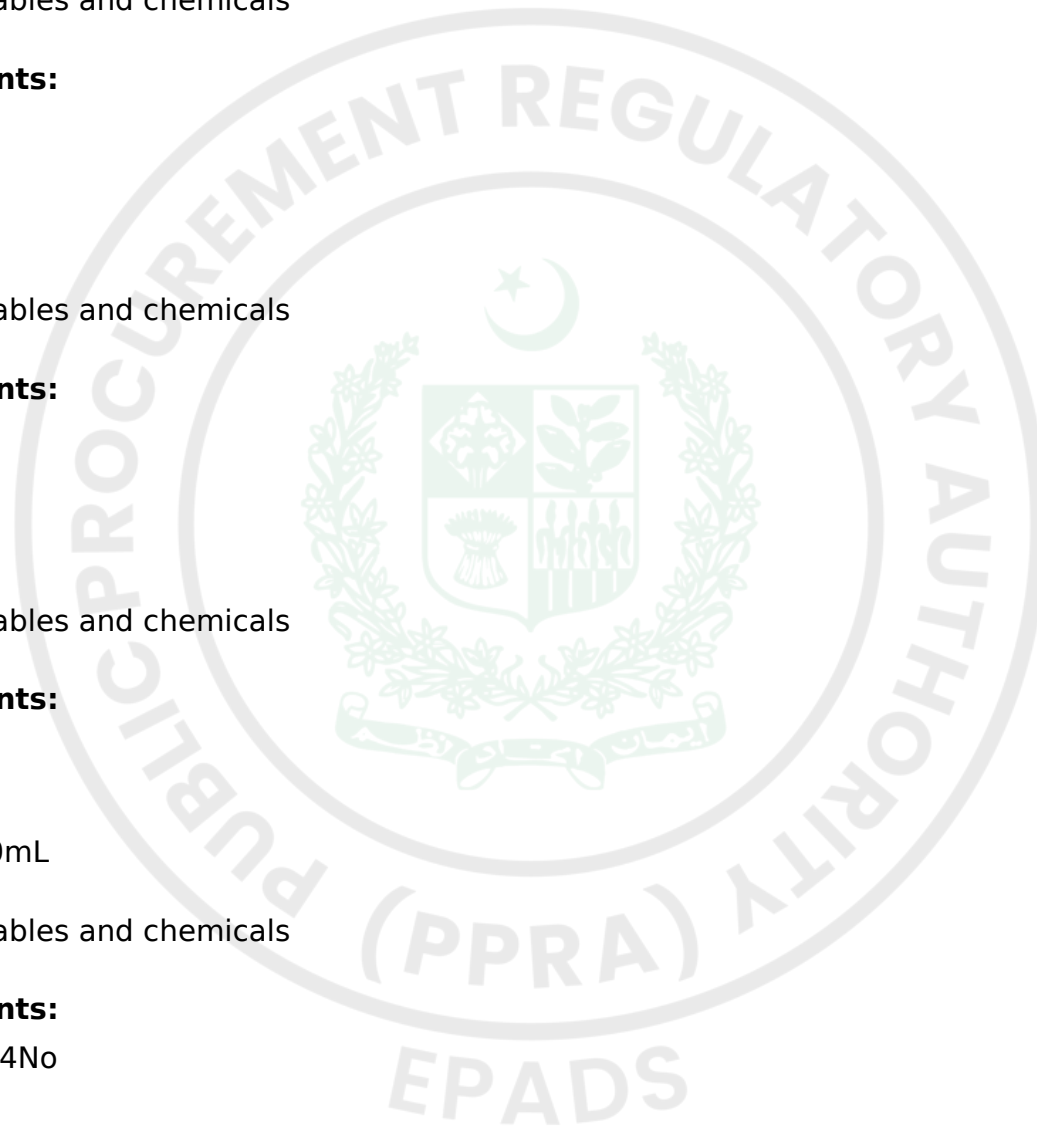 ables and chemicals
nts:
ables and chemicals
nts:
ables and chemicals
nts:
0mL
ables and chemicals
nts:
4No
PUBLIC PROCUREMENT REGULATORY AUTHORITY
(PPRA)
EPADS